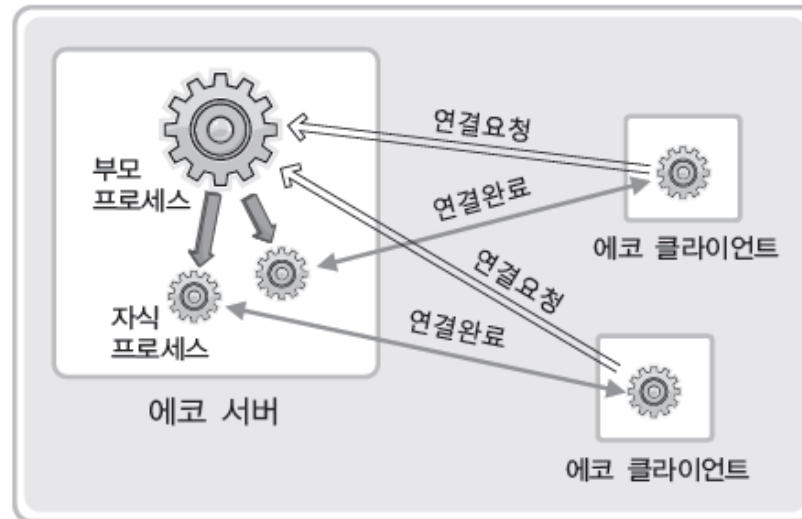 연결요청
부모
프로세스
연결완료
에코 클라이언트
연결요청
자식
프로세스
연결완료
에코 서버
에코 클라이언트